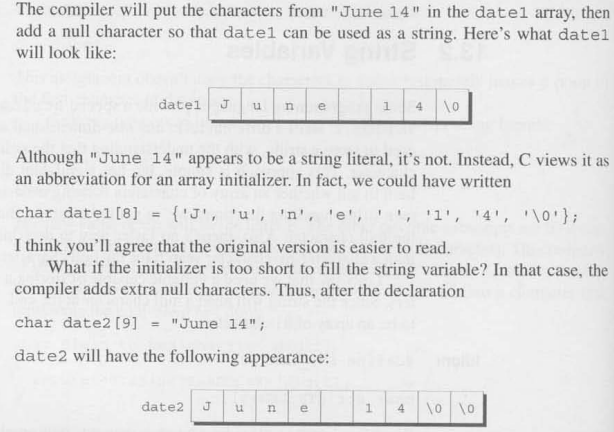 The compiler will put the characters from "June 14" in the date1 array, then
add a null character so that date1 can be used as a string. Here's what date1
will look like:
date1 J u n e 1 4 \0
Although "June 14" appears to be a string literal, it's not. Instead, C views it as
an abbreviation for an array initializer. In fact, we could have written
char date1[8] = {'J', 'u', 'n', 'e', ' ', '1', '4', '\0'};
I think you'll agree that the original version is easier to read.
What if the initializer is too short to fill the string variable? In that case, the
compiler adds extra null characters. Thus, after the declaration
char date2[9] = "June 14";
date2 will have the following appearance:
date2 J u n e 1 4 \0 \0